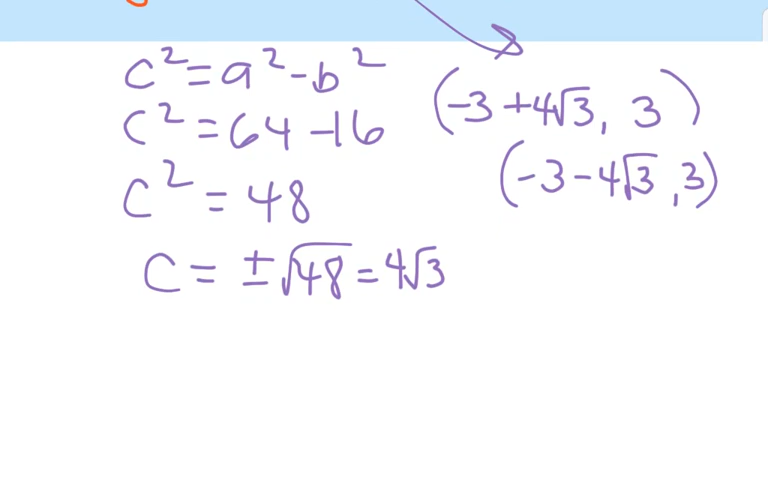 c² = a² - b²
c² = 64 - 16
c² = 48
c = ±√48 = 4√3
(-3 + 4√3, 3)
(-3 - 4√3, 3)